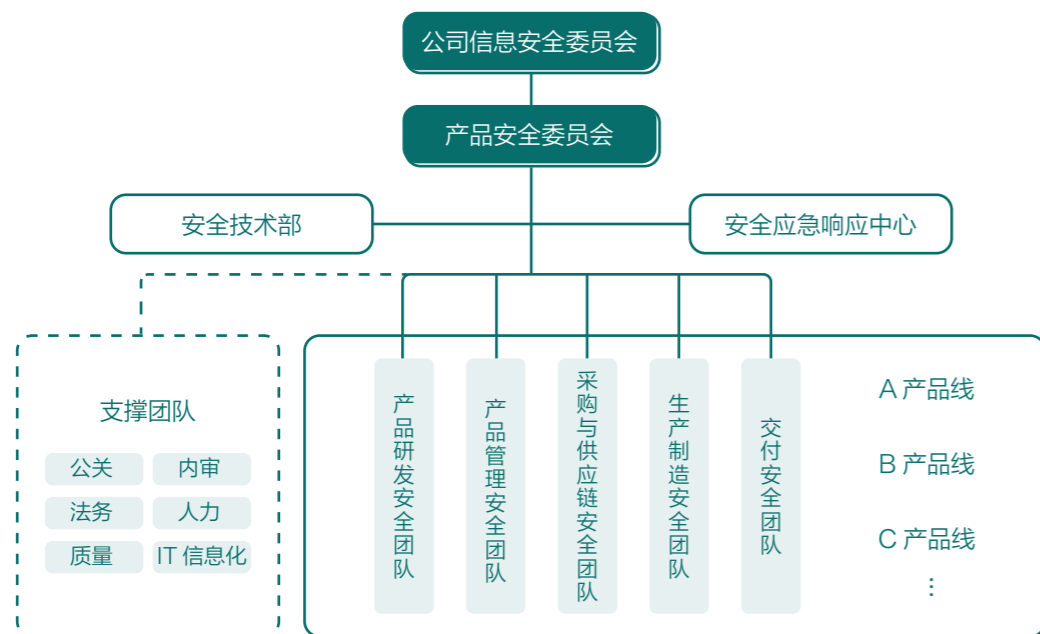 公司信息安全委员会
产品安全委员会
安全技术部
安全应急响应中心
支撑团队
公关
内审
法务
人力
质量
IT 信息化
产品研发安全团队
产品管理安全团队
采购与供应链安全团队
生产制造安全团队
交付安全团队
A 产品线
B 产品线
C 产品线
⋮